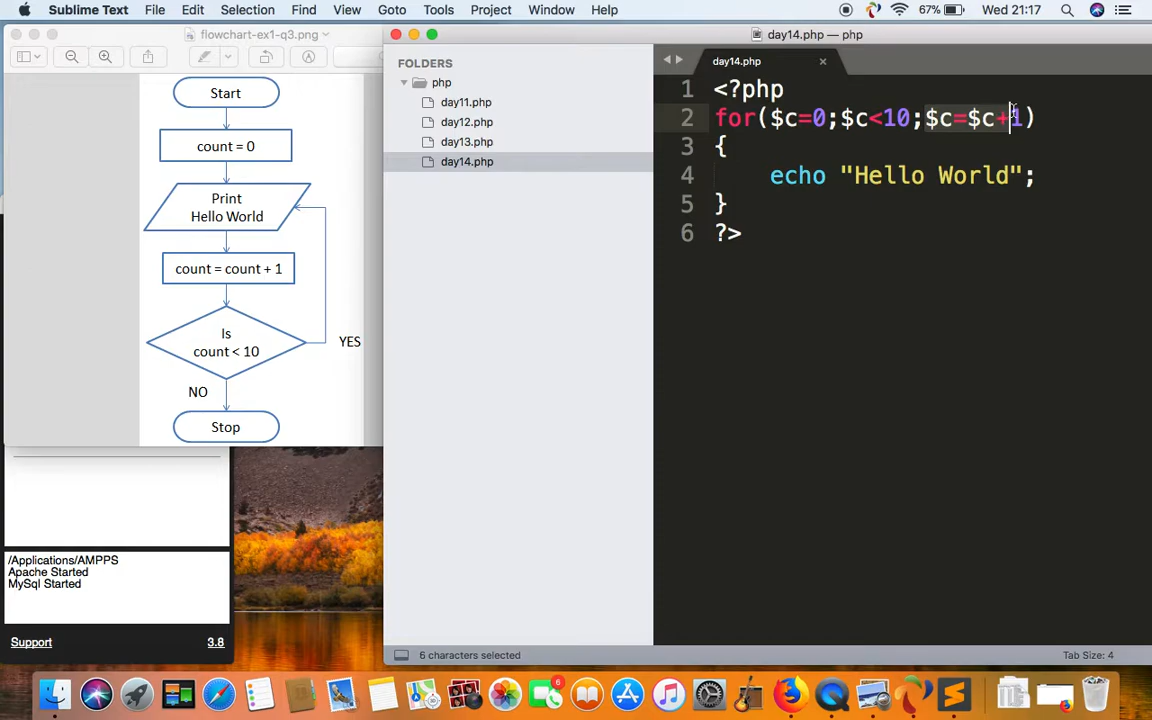 Sublime Text File Edit Selection Find View Goto Tools Project Window Help 67% Wed 21:17
flowchart-ex1-q3.png
Start
count = 0
Print
Hello World
count = count + 1
Is
count < 10
YES
NO
Stop
/Applications/AMPPS
Apache Started
MySql Started
Support 3.8
day14.php — php
FOLDERS
php
day11.php
day12.php
day13.php
day14.php
day14.php
1 <?php
2 for($c=0;$c<10;$c=$c+1)
3 {
4 echo "Hello World";
5 }
6 ?>
6 characters selected
Tab Size: 4
6